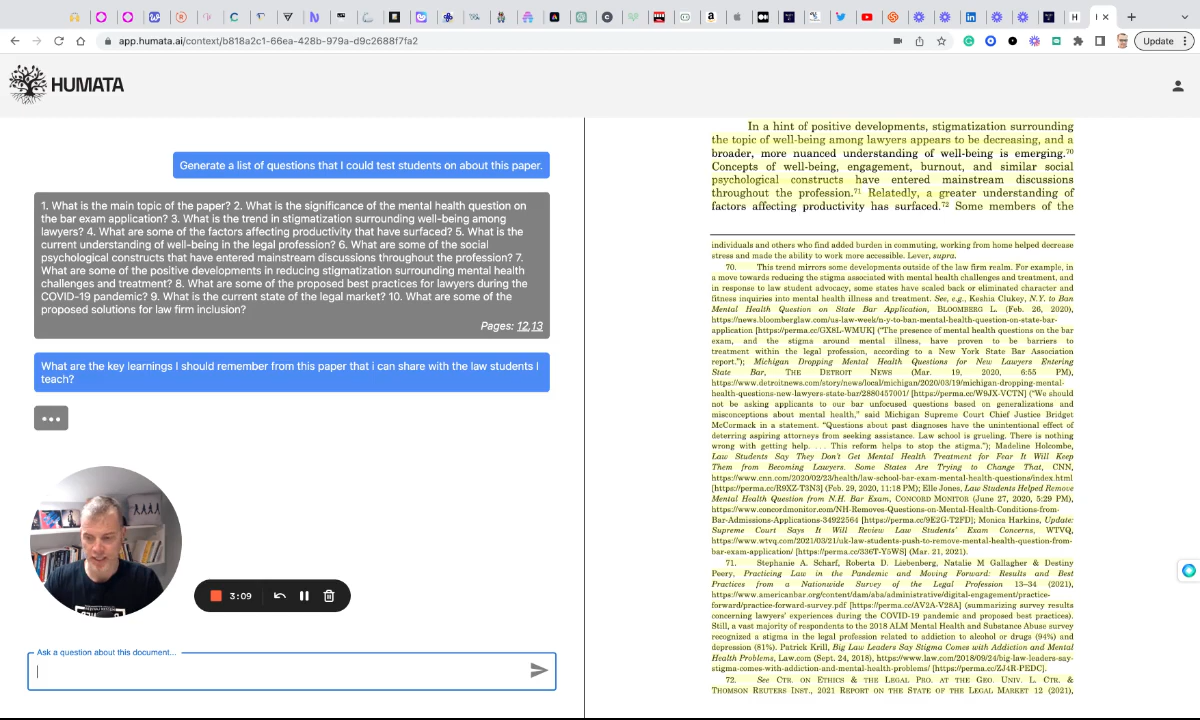 app.humata.ai/context/b818a2c1-66ea-428b-979a-d9c2688f7fa2
Update
HUMATA
Generate a list of questions that I could test students on about this paper.
1. What is the main topic of the paper? 2. What is the significance of the mental health question on
the bar exam application? 3. What is the trend in stigmatization surrounding well-being among
lawyers? 4. What are some of the factors affecting productivity that have surfaced? 5. What is the
current understanding of well-being in the legal profession? 6. What are some of the social
psychological constructs that have entered mainstream discussions throughout the profession? 7.
What are some of the positive developments in reducing stigmatization surrounding mental health
challenges and treatment? 8. What are some of the proposed best practices for lawyers during the
COVID-19 pandemic? 9. What is the current state of the legal market? 10. What are some of the
proposed solutions for law firm inclusion?
Pages: 12,13
What are the key learnings I should remember from this paper that i can share with the law students I
teach?
3:09
Ask a question about this document...
In a hint of positive developments, stigmatization surrounding
the topic of well-being among lawyers appears to be decreasing, and a
broader, more nuanced understanding of well-being is emerging.70
Concepts of well-being, engagement, burnout, and similar social
psychological constructs have entered mainstream discussions
throughout the profession.71 Relatedly, a greater understanding of
factors affecting productivity has surfaced.72 Some members of the
individuals and others who find added burden in commuting, working from home helped decrease
stress and made the ability to work more accessible. Lever, supra.
70. This trend mirrors some developments outside of the law firm realm. For example, in
a move towards reducing the stigma associated with mental health challenges and treatment, and
in response to law student advocacy, some states have scaled back or eliminated character and
fitness inquiries into mental health illness and treatment. See, e.g., Keshia Clukey, N.Y. to Ban
Mental Health Question on State Bar Application, BLOOMBERG L. (Feb. 26, 2020),
https://news.bloomberglaw.com/us-law-week/n-y-to-ban-mental-health-question-on-state-bar-
application [https://perma.cc/GX8L-WMUK] ("The presence of mental health questions on the bar
exam, and the stigma around mental illness, have proven to be barriers to
treatment within the legal profession, according to a New York State Bar Association
report."); Michigan Dropping Mental Health Questions for New Lawyers Entering
State Bar, THE DETROIT NEWS (Mar. 19, 2020, 6:55 PM),
https://www.detroitnews.com/story/news/local/michigan/2020/03/19/michigan-dropping-mental-
health-questions-new-lawyers-state-bar/2880457001/ [https://perma.cc/W9JX-VCTN] ("We should
not be asking applicants to our bar unfocused questions based on generalizations and
misconceptions about mental health," said Michigan Supreme Court Chief Justice Bridget
McCormack in a statement. "Questions about past diagnoses have the unintentional effect of
deterring aspiring attorneys from seeking assistance. Law school is grueling. There is nothing
wrong with getting help. . . . This reform helps to stop the stigma."); Madeline Holcombe,
Law Students Say They Don't Get Mental Health Treatment for Fear It Will Keep
Them from Becoming Lawyers. Some States Are Trying to Change That, CNN,
https://www.cnn.com/2020/02/23/health/law-school-bar-exam-mental-health-questions/index.html
[https://perma.cc/R9XZ-T3N3] (Feb. 29, 2020, 11:18 PM); Elle Jones, Law Students Helped Remove
Mental Health Question from N.H. Bar Exam, CONCORD MONITOR (June 27, 2020, 5:29 PM),
https://www.concordmonitor.com/NH-Removes-Questions-on-Mental-Health-Conditions-from-
Bar-Admissions-Applications-34922564 [https://perma.cc/9E2G-T2FD]; Monica Harkins, Update:
Supreme Court Says It Will Review Law Students' Exam Concerns, WTVQ,
https://www.wtvq.com/2021/03/21/uk-law-students-push-to-remove-mental-health-question-from-
bar-exam-application/ [https://perma.cc/336T-Y5WS] (Mar. 21, 2021).
71. Stephanie A. Scharf, Roberta D. Liebenberg, Natalie M Gallagher & Destiny
Peery, Practicing Law in the Pandemic and Moving Forward: Results and Best
Practices from a Nationwide Survey of the Legal Profession 13–34 (2021),
https://www.americanbar.org/content/dam/aba/administrative/digital-engagement/practice-
forward/practice-forward-survey.pdf [https://perma.cc/AV2A-V28A] (summarizing survey results
concerning lawyers' experiences during the COVID-19 pandemic and proposed best practices).
Still, a vast majority of respondents to the 2018 ALM Mental Health and Substance Abuse survey
recognized a stigma in the legal profession related to addiction to alcohol or drugs (94%) and
depression (81%). Patrick Krill, Big Law Leaders Say Stigma Comes with Addiction and Mental
Health Problems, Law.com (Sept. 24, 2018), https://www.law.com/2018/09/24/big-law-leaders-say-
stigma-comes-with-addiction-and-mental-health-problems/ [https://perma.cc/ZJ4R-PEDC].
72. See CTR. ON ETHICS & THE LEGAL PRO. AT THE GEO. UNIV. L. CTR. &
THOMSON REUTERS INST., 2021 REPORT ON THE STATE OF THE LEGAL MARKET 12 (2021),